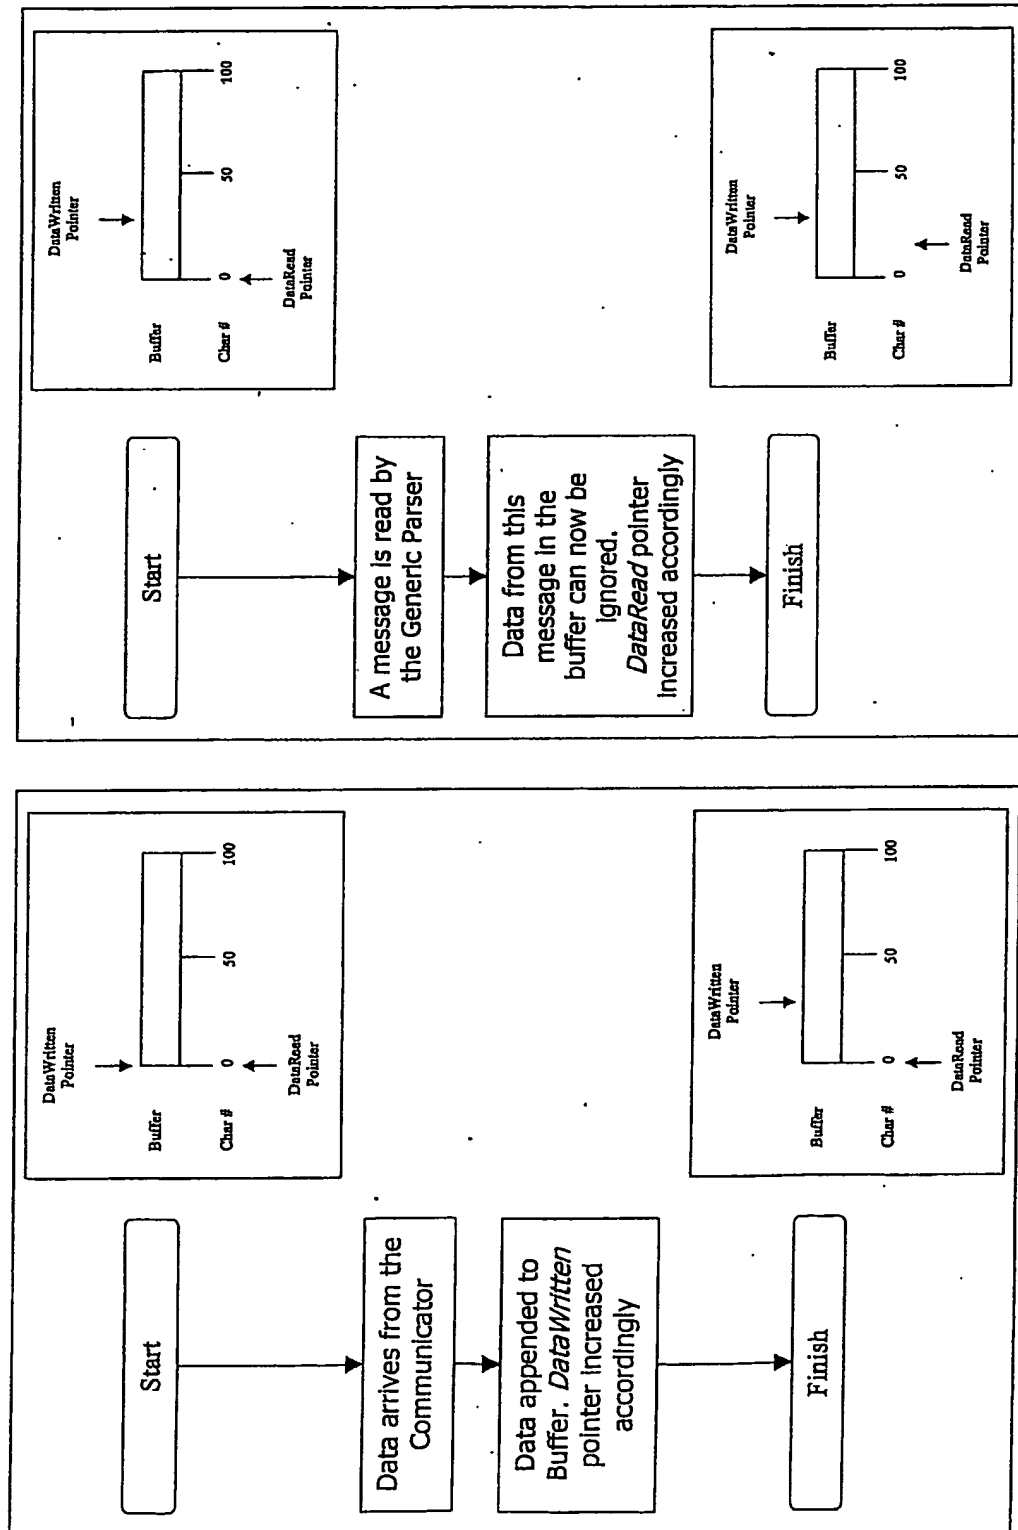 Start
Data arrives from the
Communicator
Data appended to
Buffer. DataWritten
pointer increased
accordingly
Finish
DataWritten
Pointer
Buffer
Char #
0
50
100
DataRead
Pointer
DataWritten
Pointer
Buffer
Char #
0
50
100
DataRead
Pointer
Start
A message is read by
the Generic Parser
Data from this
message in the
buffer can now be
ignored.
DataRead pointer
increased accordingly
Finish
DataWritten
Pointer
Buffer
Char #
0
50
100
DataRead
Pointer
DataWritten
Pointer
Buffer
Char #
0
50
100
DataRead
Pointer